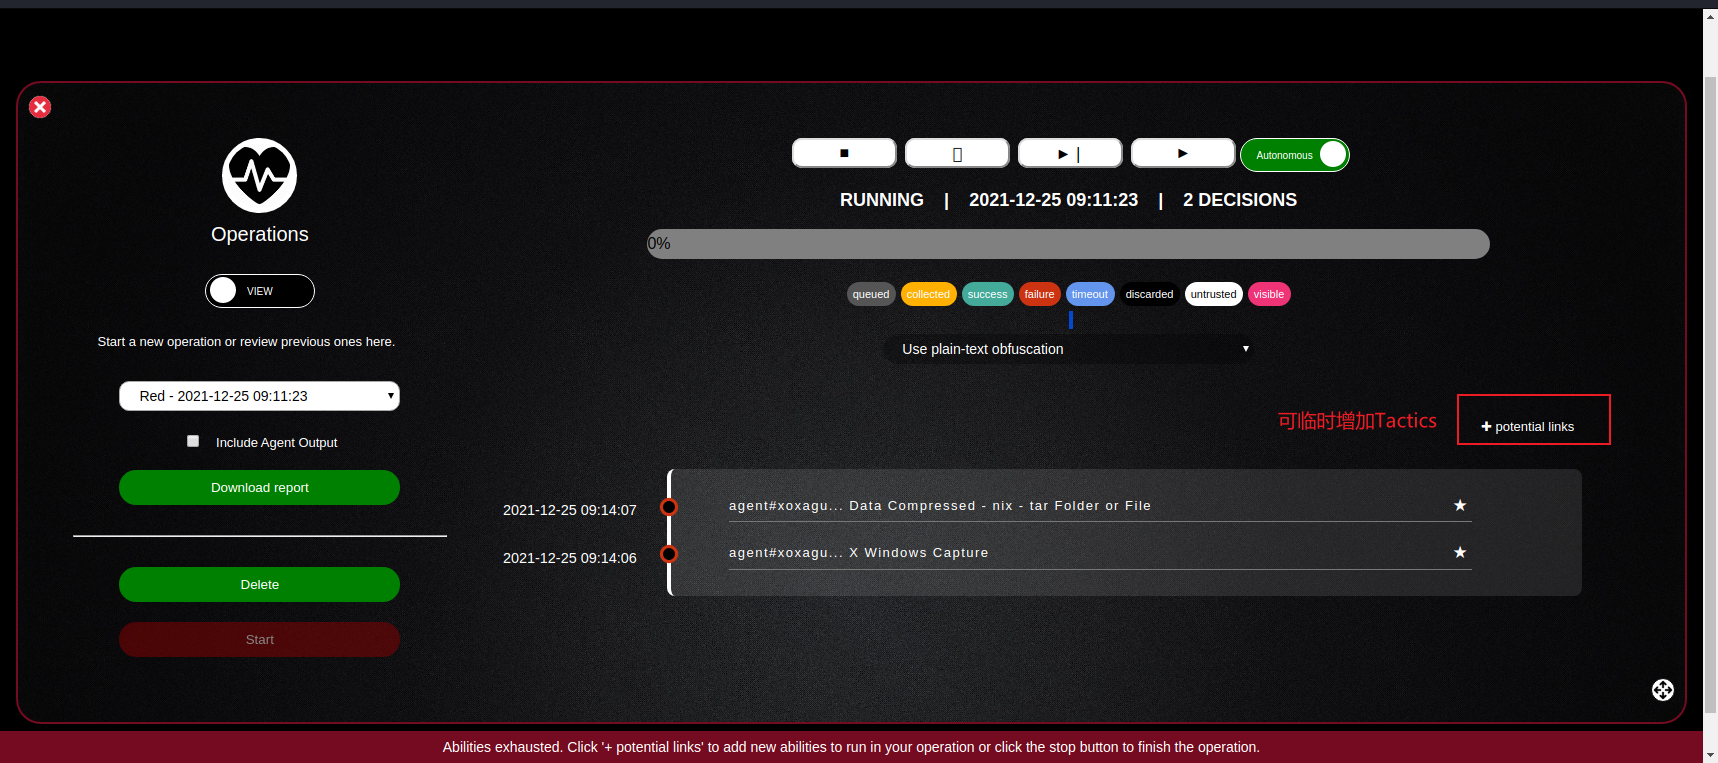 Operations
VIEW
Start a new operation or review previous ones here.
Red - 2021-12-25 09:11:23
Include Agent Output
Download report
Delete
Start
Autonomous
RUNNING | 2021-12-25 09:11:23 | 2 DECISIONS
0%
queued collected success failure timeout discarded untrusted visible
Use plain-text obfuscation
可临时增加Tactics
+ potential links
2021-12-25 09:14:07 agent#xoxagu... Data Compressed - nix - tar Folder or File ★
2021-12-25 09:14:06 agent#xoxagu... X Windows Capture ★
Abilities exhausted. Click '+ potential links' to add new abilities to run in your operation or click the stop button to finish the operation.